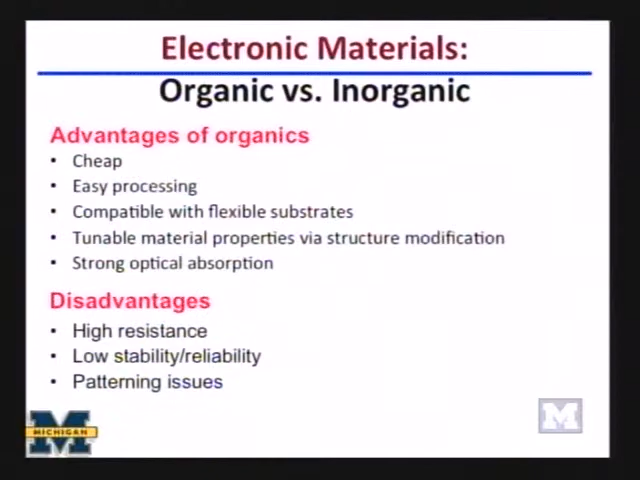 Electronic Materials:
Organic vs. Inorganic
Advantages of organics
• Cheap
• Easy processing
• Compatible with flexible substrates
• Tunable material properties via structure modification
• Strong optical absorption
Disadvantages
• High resistance
• Low stability/reliability
• Patterning issues
M
MICHIGAN
M